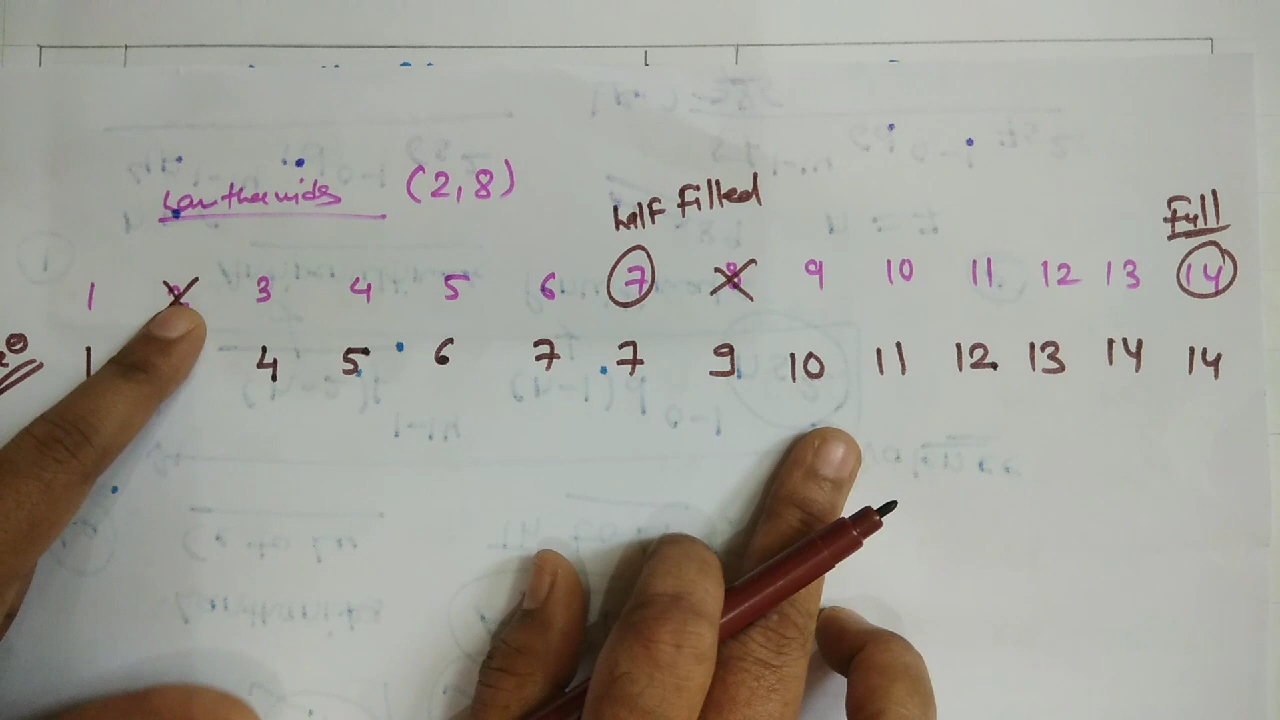 Lanthanides (2,8)
Half Filled
Full
1 3 4 5 6 7 8 9 10 11 12 13 14
1 4 5 6 7 7 9 10 11 12 13 14 14